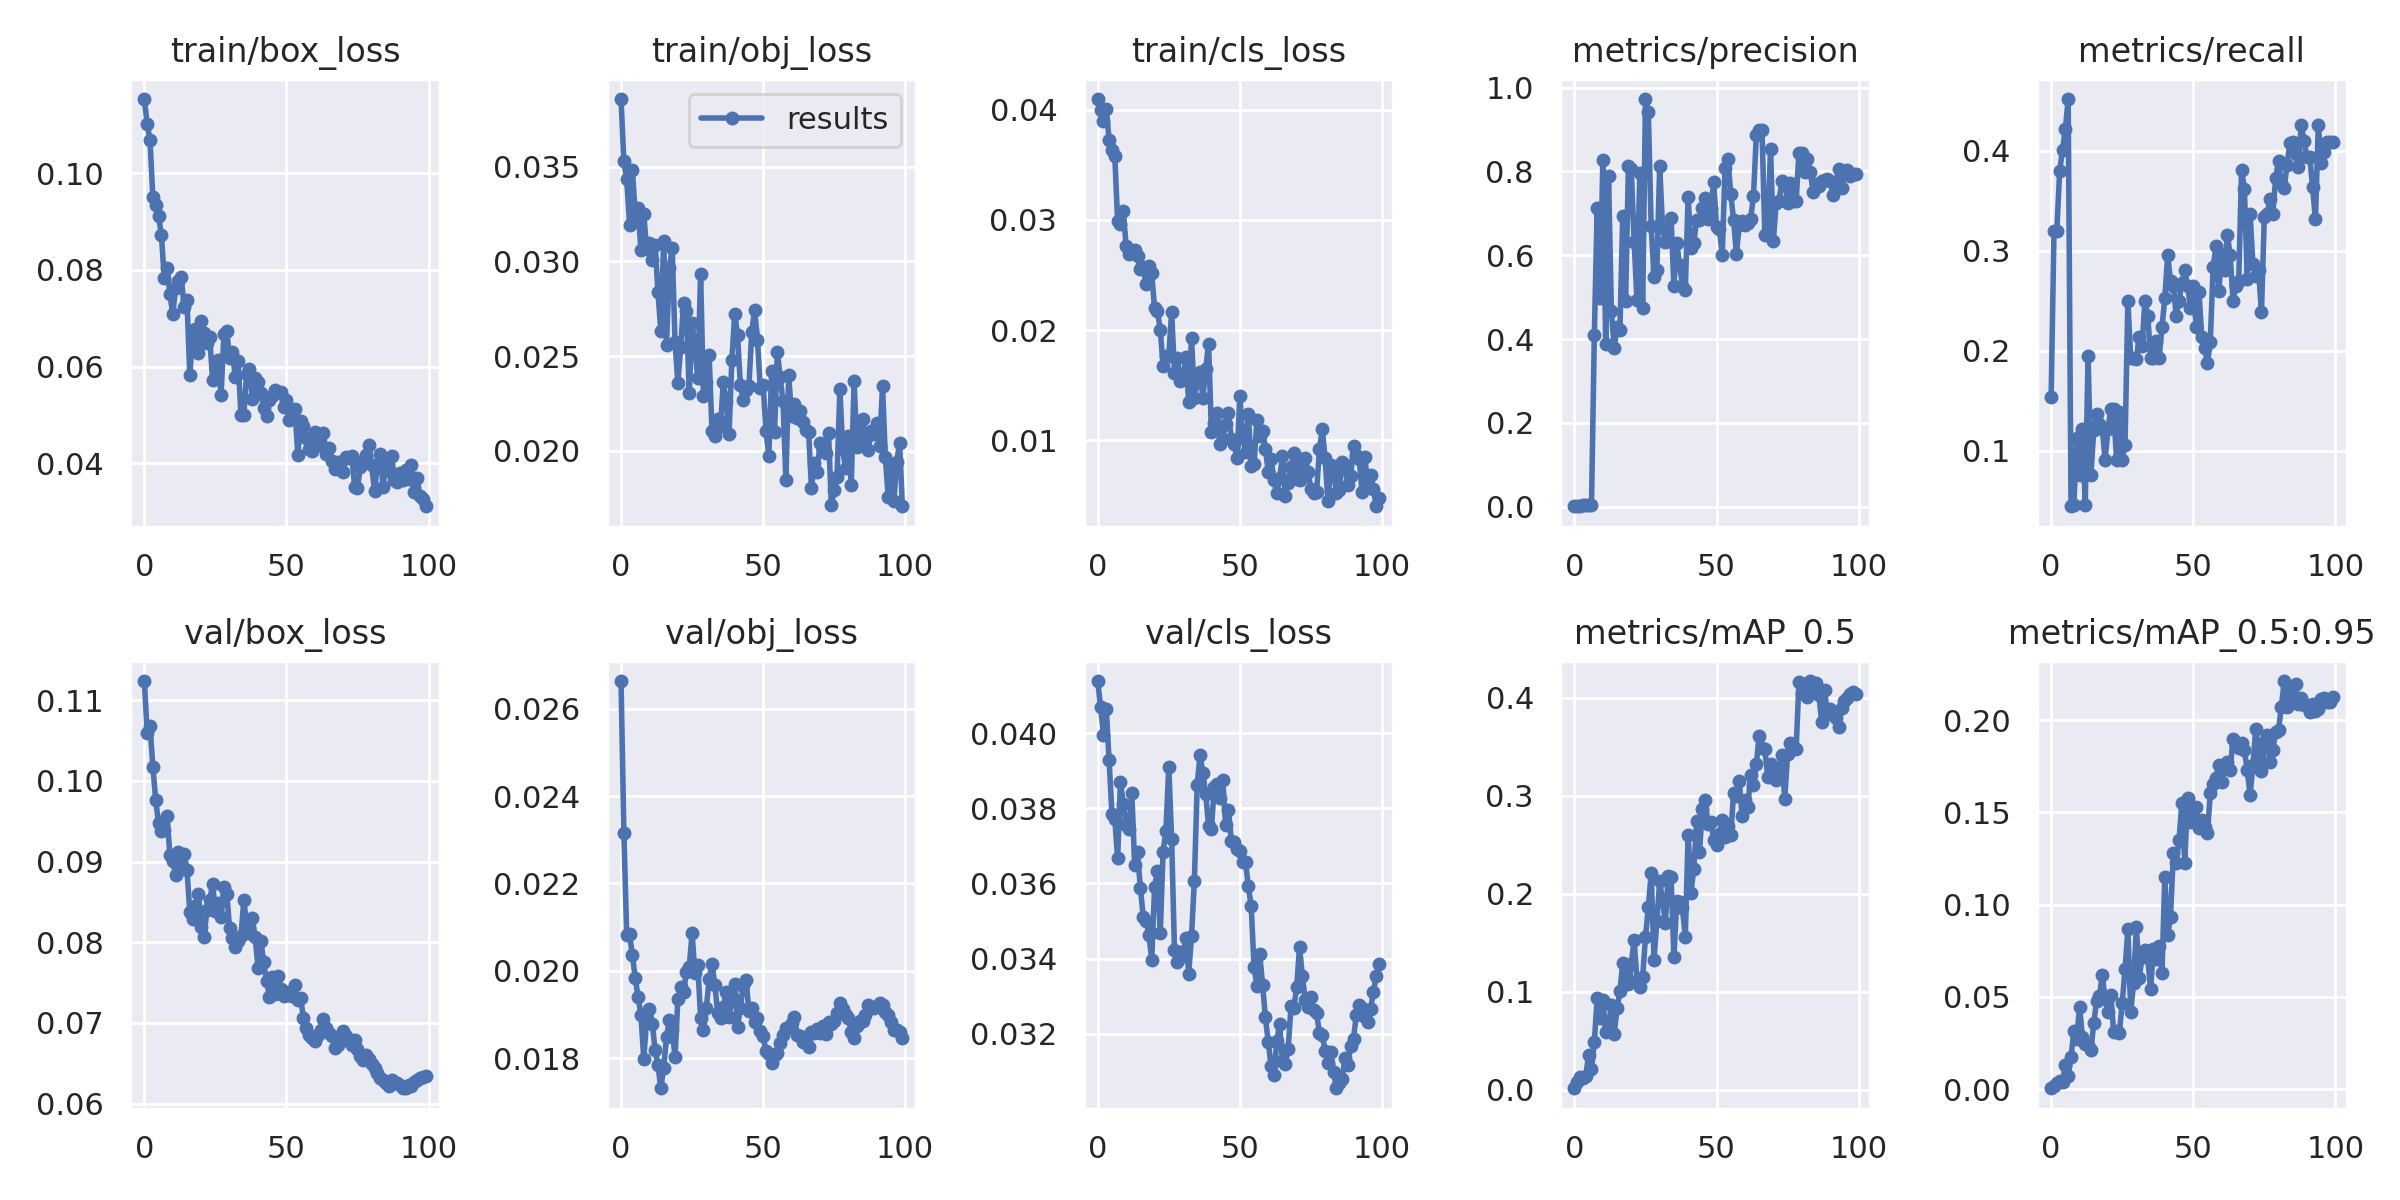 train/box_loss
train/obj_loss
train/cls_loss
metrics/precision
metrics/recall
results
0.10
0.08
0.06
0.04
0 50 100
0.035
0.030
0.025
0.020
0 50 100
0.04
0.03
0.02
0.01
0 50 100
1.0
0.8
0.6
0.4
0.2
0.0
0 50 100
0.4
0.3
0.2
0.1
0 50 100
val/box_loss
val/obj_loss
val/cls_loss
metrics/mAP_0.5
metrics/mAP_0.5:0.95
0.11
0.10
0.09
0.08
0.07
0.06
0 50 100
0.026
0.024
0.022
0.020
0.018
0 50 100
0.040
0.038
0.036
0.034
0.032
0 50 100
0.4
0.3
0.2
0.1
0.0
0 50 100
0.20
0.15
0.10
0.05
0.00
0 50 100